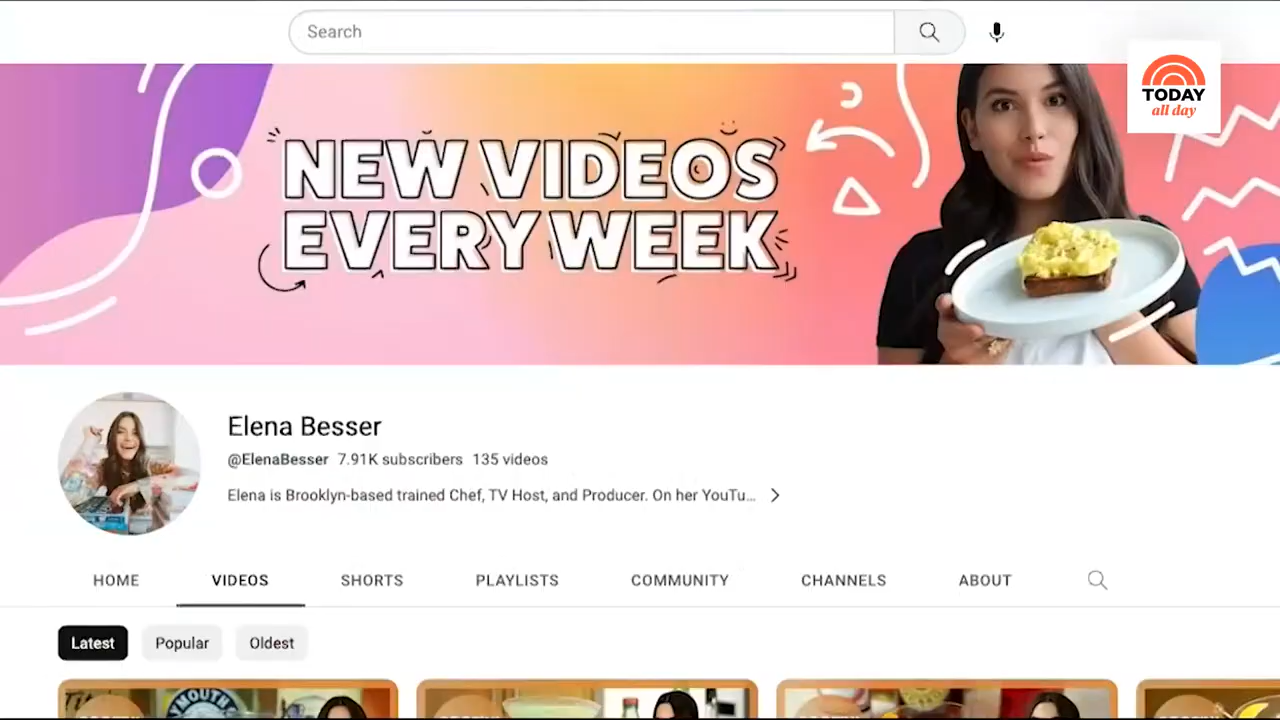 Search
TODAY
all day
NEW VIDEOS
EVERY WEEK
Elena Besser
@ElenaBesser 7.91K subscribers 135 videos
Elena is Brooklyn-based trained Chef, TV Host, and Producer. On her YouTu...
HOME VIDEOS SHORTS PLAYLISTS COMMUNITY CHANNELS ABOUT
Latest Popular Oldest